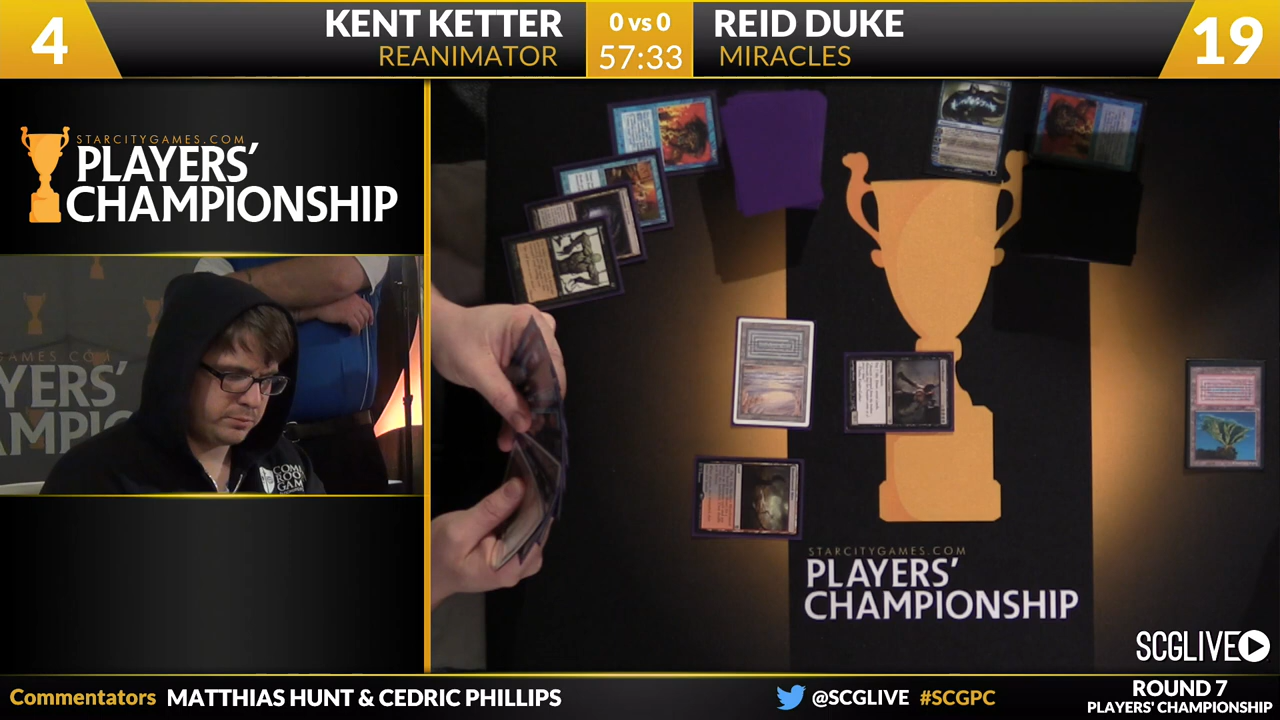 4
KENT KETTER
REANIMATOR
0 vs 0
57:33
REID DUKE
MIRACLES
19
STARCITYGAMES.COM
PLAYERS'
CHAMPIONSHIP
STARCITYGAMES.COM
PLAYERS'
CHAMPIONSHIP
SCGLIVE
Commentators MATTHIAS HUNT & CEDRIC PHILLIPS
@SCGLIVE #SCGPC
ROUND 7
PLAYERS' CHAMPIONSHIP